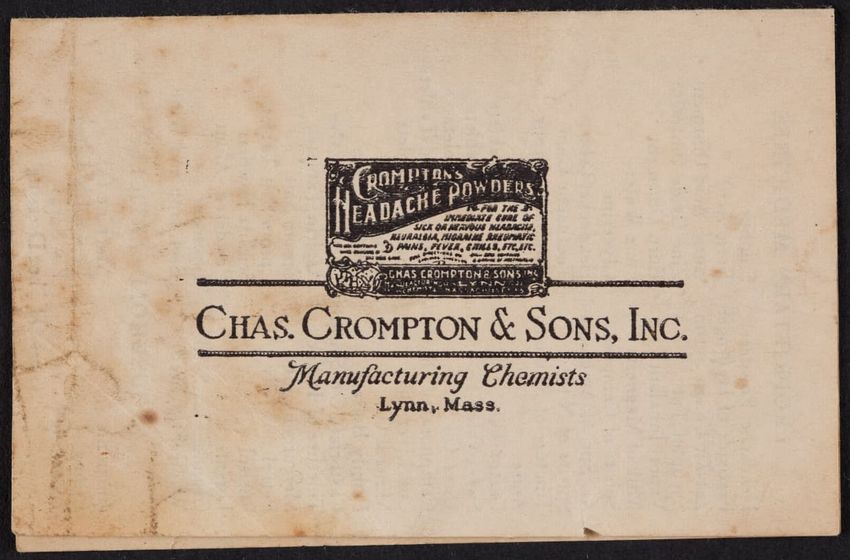 CROMPTON'S
HEADACHE POWDERS
FOR THE
IMMEDIATE CURE OF
SICK OR NERVOUS HEADACHE,
NEURALGIA, MIGRAINE RHEUMATIC
PAINS, FEVER, CHILLS, ETC, ETC.
CHAS CROMPTON & SONS INC
LYNN
CHAS. CROMPTON & SONS, INC.
Manufacturing Chemists
Lynn, Mass.